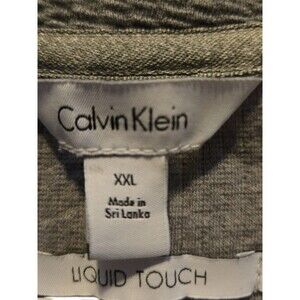 Calvin Klein
XXL
Made in
Sri Lanka
LIQUID TOUCH